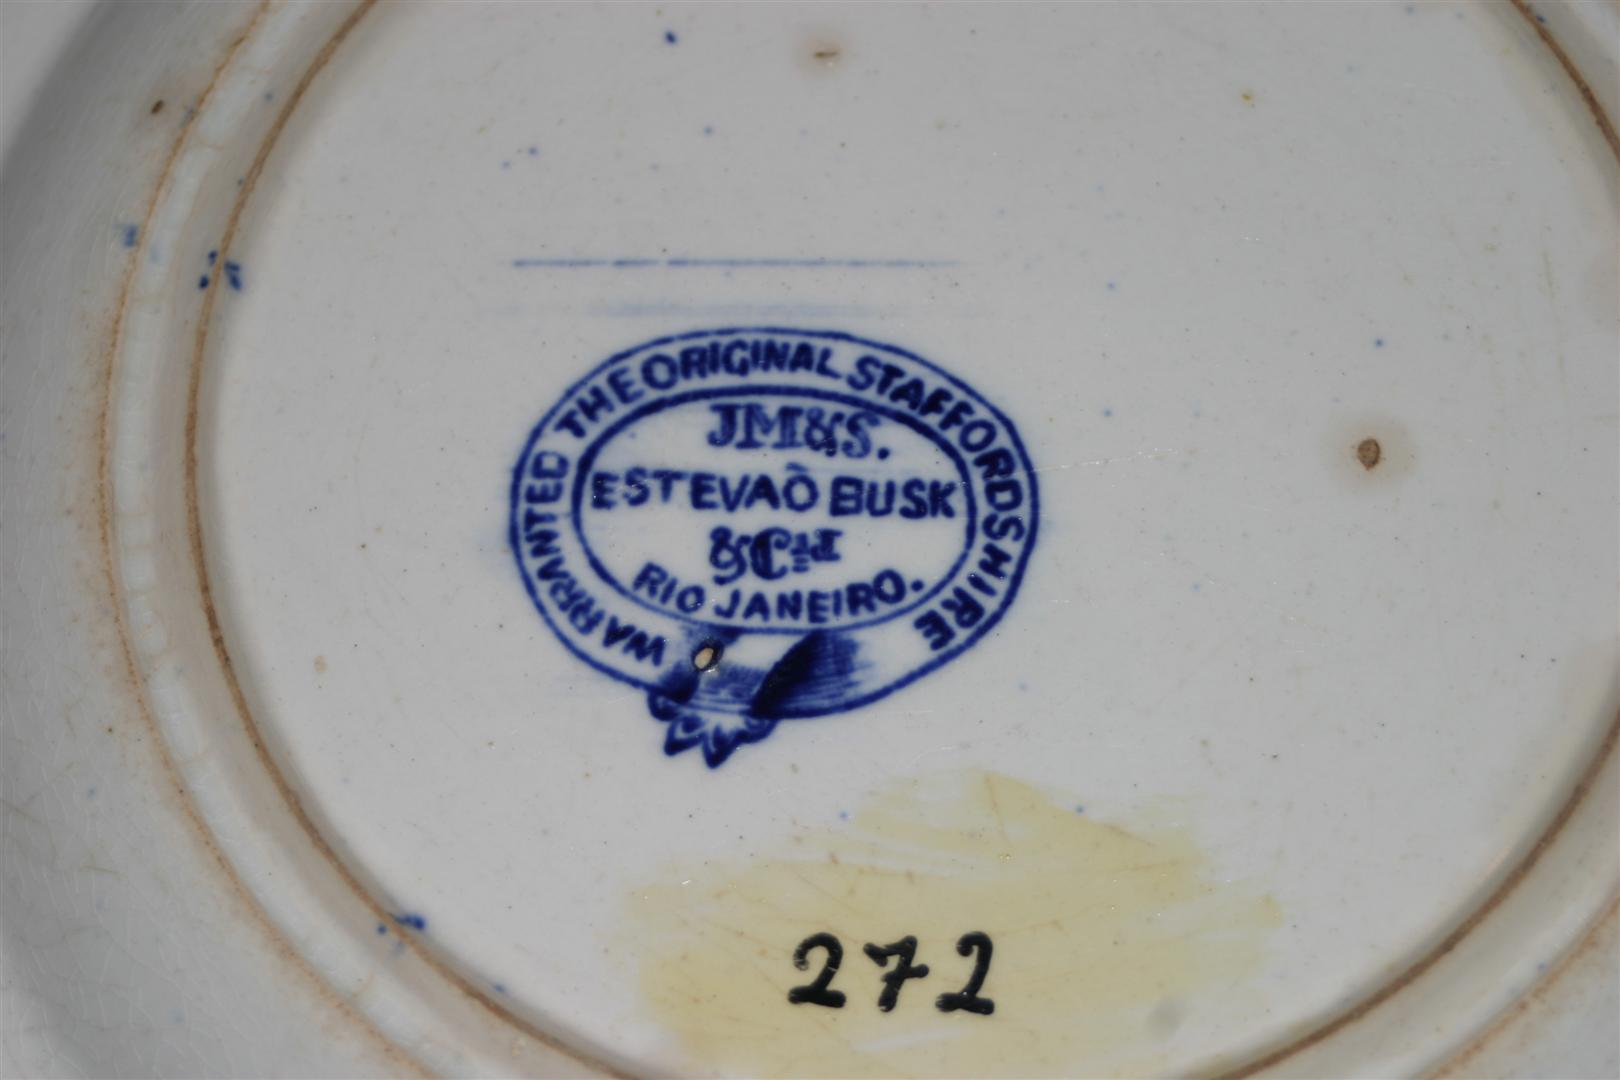 WARRANTED THE ORIGINAL STAFFORDSHIRE
JM&S.
ESTEVAÕ BUSK
& Cia
RIO JANEIRO.
272